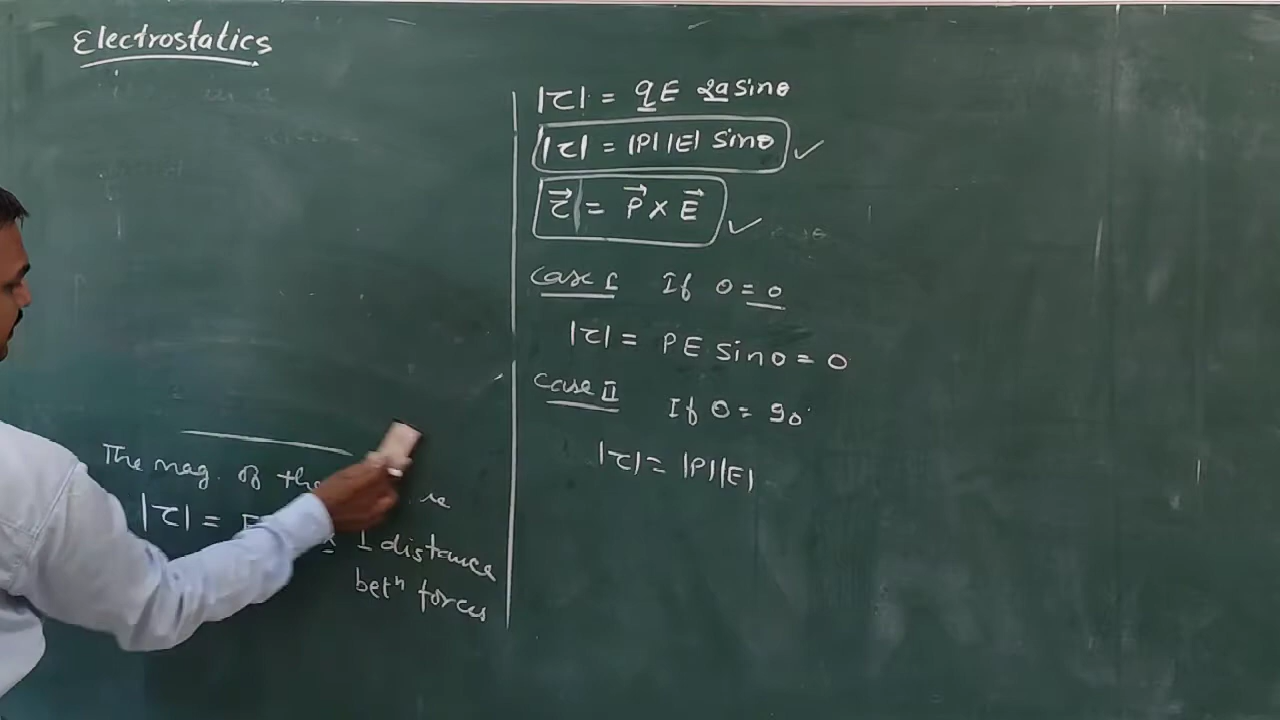 Electrostatics
The mag. of the
|τ| = F
x ⊥ distance
betⁿ forces
|τ| = qE 2a sinθ
|τ| = |P||E| sinθ
τ⃗ | = P⃗ x E⃗
Case I If θ = 0
|τ| = PE sin0 = 0
Case II If θ = 90°
|τ| = |P||E|